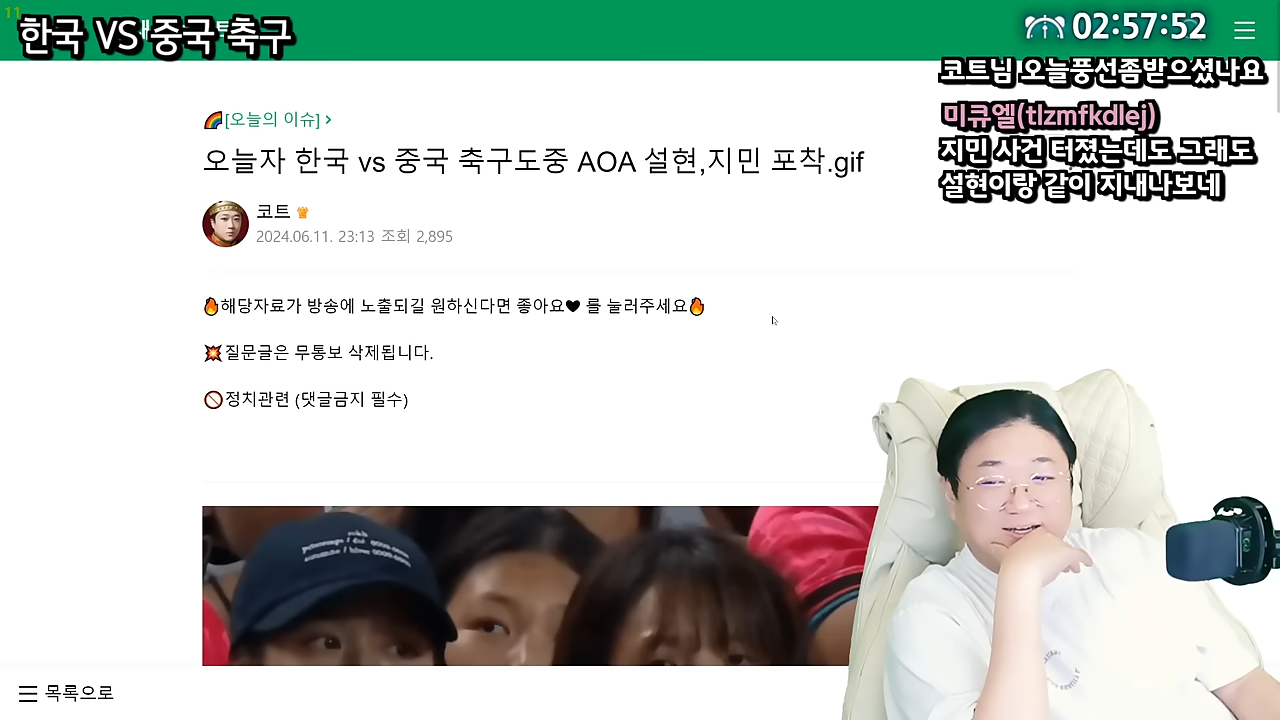 11
한국 VS 중국 축구
02:57:52
코트님 오늘풍선좀받으셨나요
미큐엘(tlzmfkdlej)
지민 사건 터졌는데도 그래도
설현이랑 같이 지내나보네
[오늘의 이슈] >
오늘자 한국 vs 중국 축구도중 AOA 설현,지민 포착.gif
코트
2024.06.11. 23:13 조회 2,895
해당자료가 방송에 노출되길 원하신다면 좋아요🖤 를 눌러주세요
질문글은 무통보 삭제됩니다.
정치관련 (댓글금지 필수)
목록으로